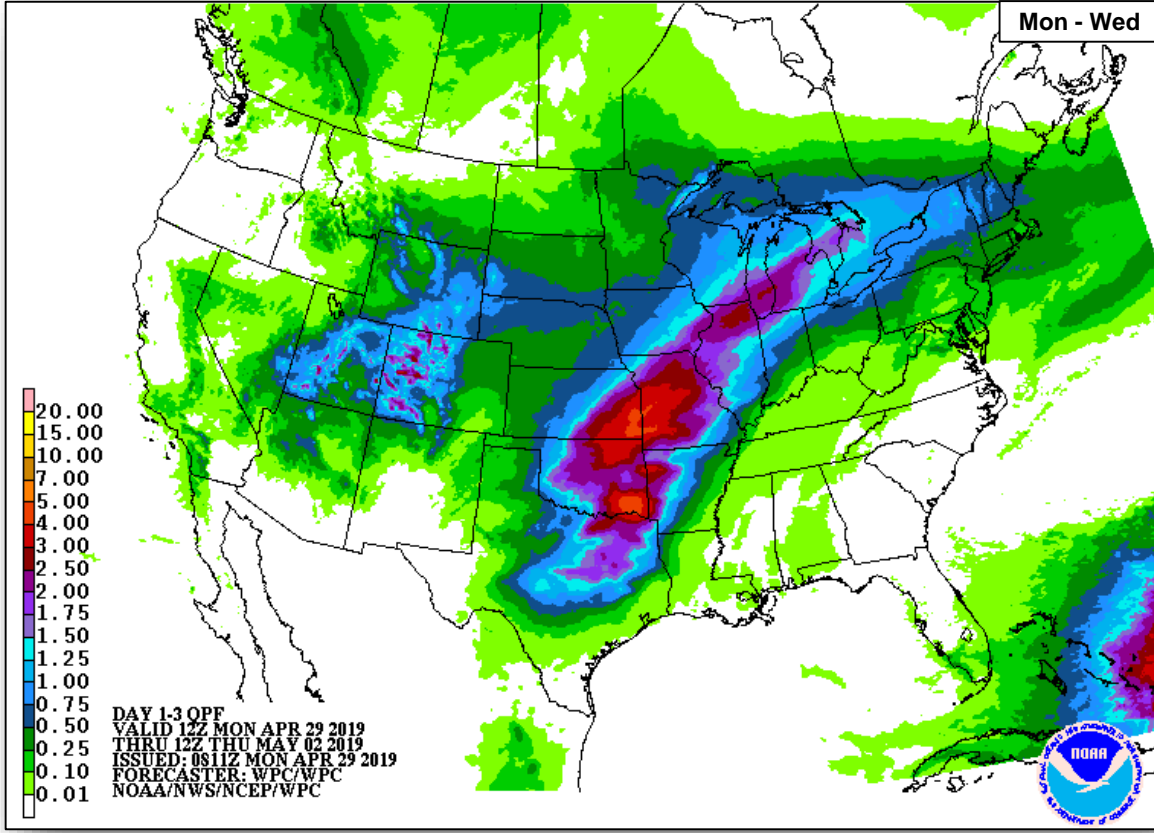 Mon - Wed
20.00
15.00
10.00
7.00
5.00
4.00
3.00
2.50
2.00
1.75
1.50
1.25
1.00
0.75
0.50
0.25
0.10
0.01
DAY 1-3 QPF
VALID 12Z MON APR 29 2019
THRU 12Z THU MAY 02 2019
ISSUED: 0811Z MON APR 29 2019
FORECASTER: WPC/WPC
NOAA/NWS/NCEP/WPC
NOAA